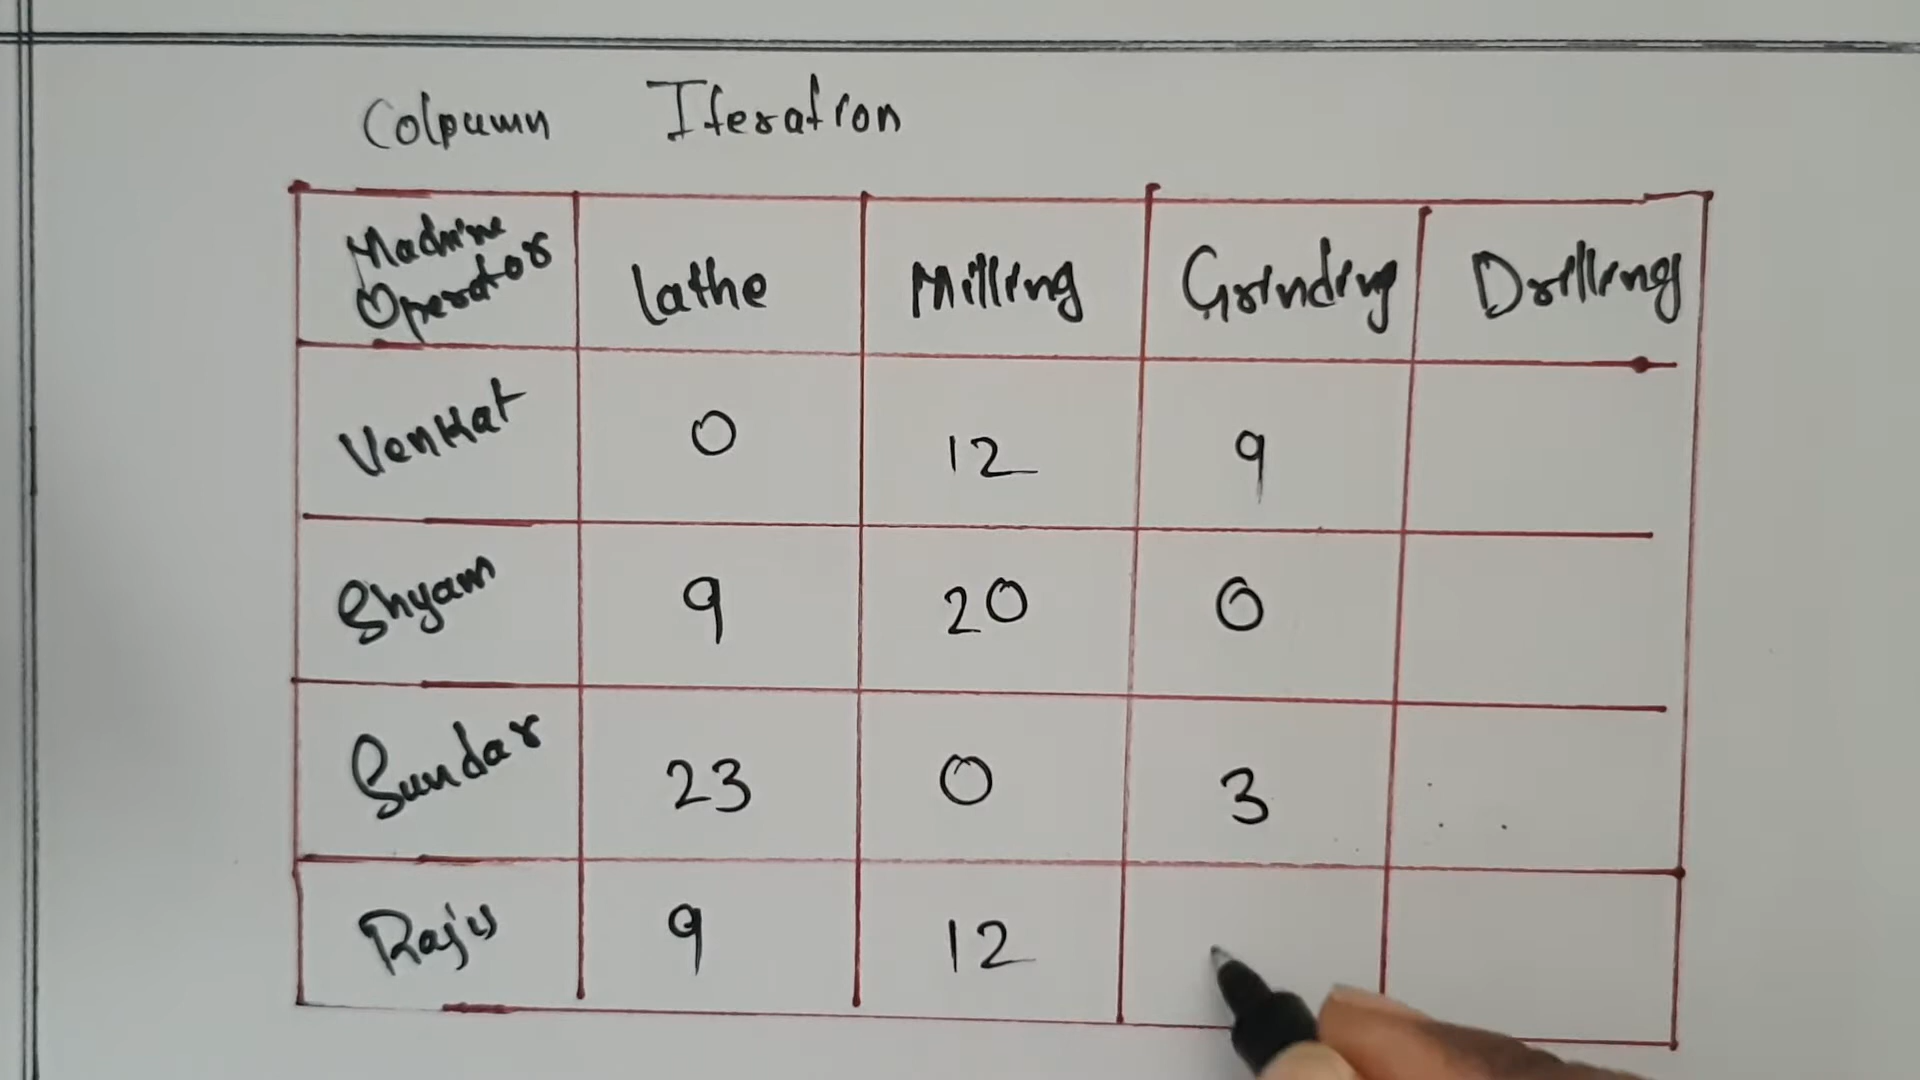 Colpumn Iteration
Machine Operator Lathe Milling Grinding Drilling
Venkat 0 12 9
Shyam 9 20 0
Sundar 23 0 3
Raju 9 12